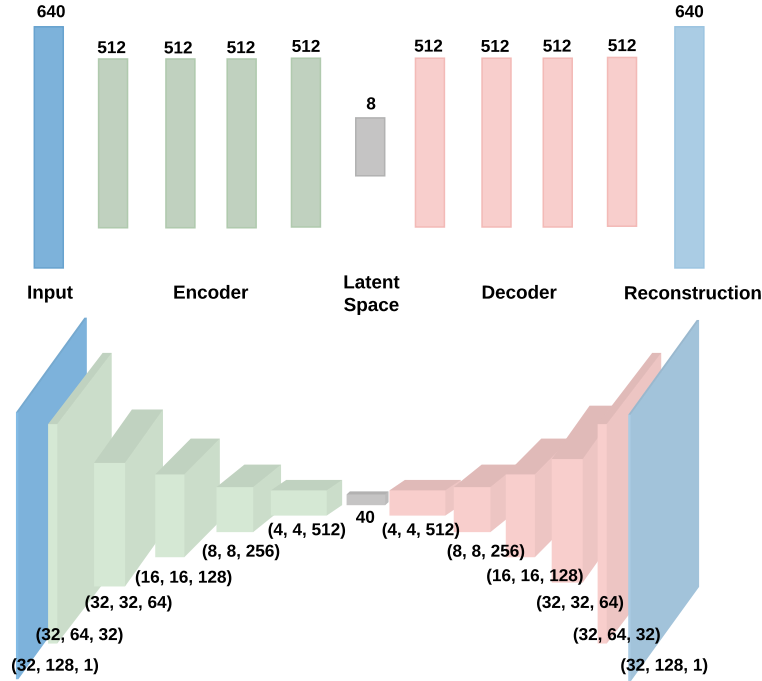 640 640
512 512 512 512 512 512 512 512
8
Input Encoder Latent Space Decoder Reconstruction
40
(4, 4, 512) (4, 4, 512)
(8, 8, 256) (8, 8, 256)
(16, 16, 128) (16, 16, 128)
(32, 32, 64) (32, 32, 64)
(32, 64, 32) (32, 64, 32)
(32, 128, 1) (32, 128, 1)